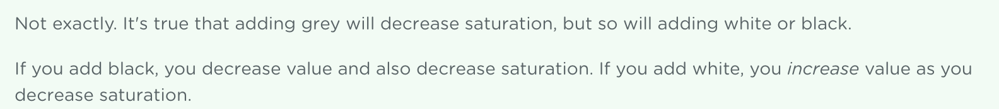 Not exactly. It's true that adding grey will decrease saturation, but so will adding white or black.
If you add black, you decrease value and also decrease saturation. If you add white, you increase value as you
decrease saturation.